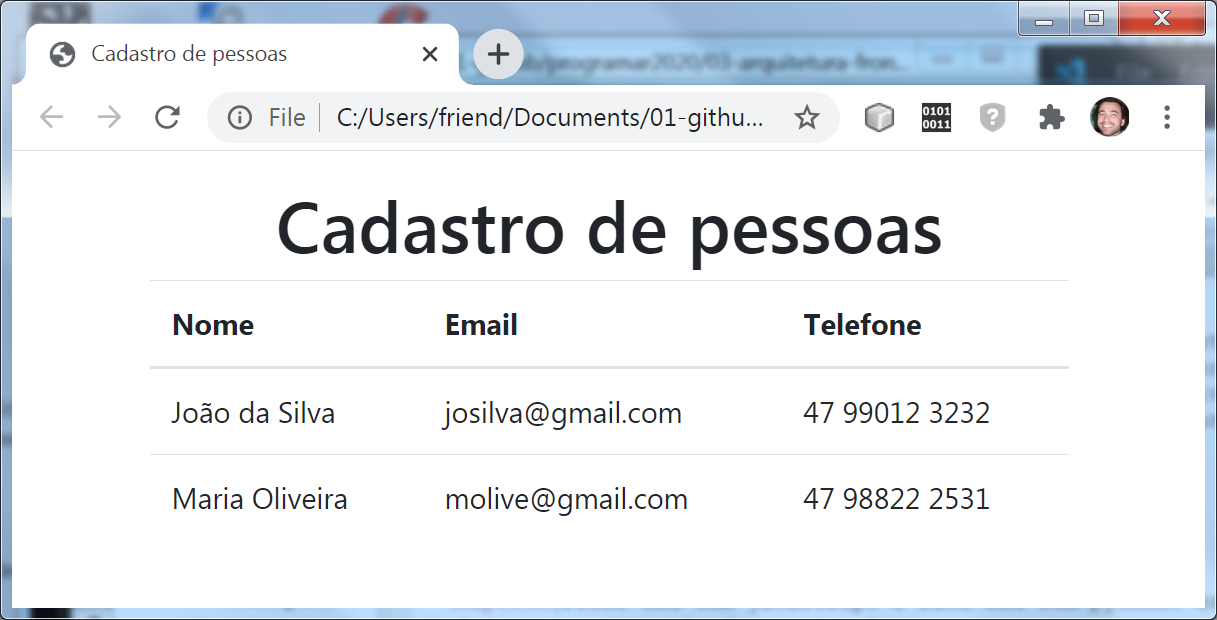 Cadastro de pessoas
File C:/Users/friend/Documents/01-githu...
0101
0011
Cadastro de pessoas
Nome Email Telefone
João da Silva josilva@gmail.com 47 99012 3232
Maria Oliveira molive@gmail.com 47 98822 2531